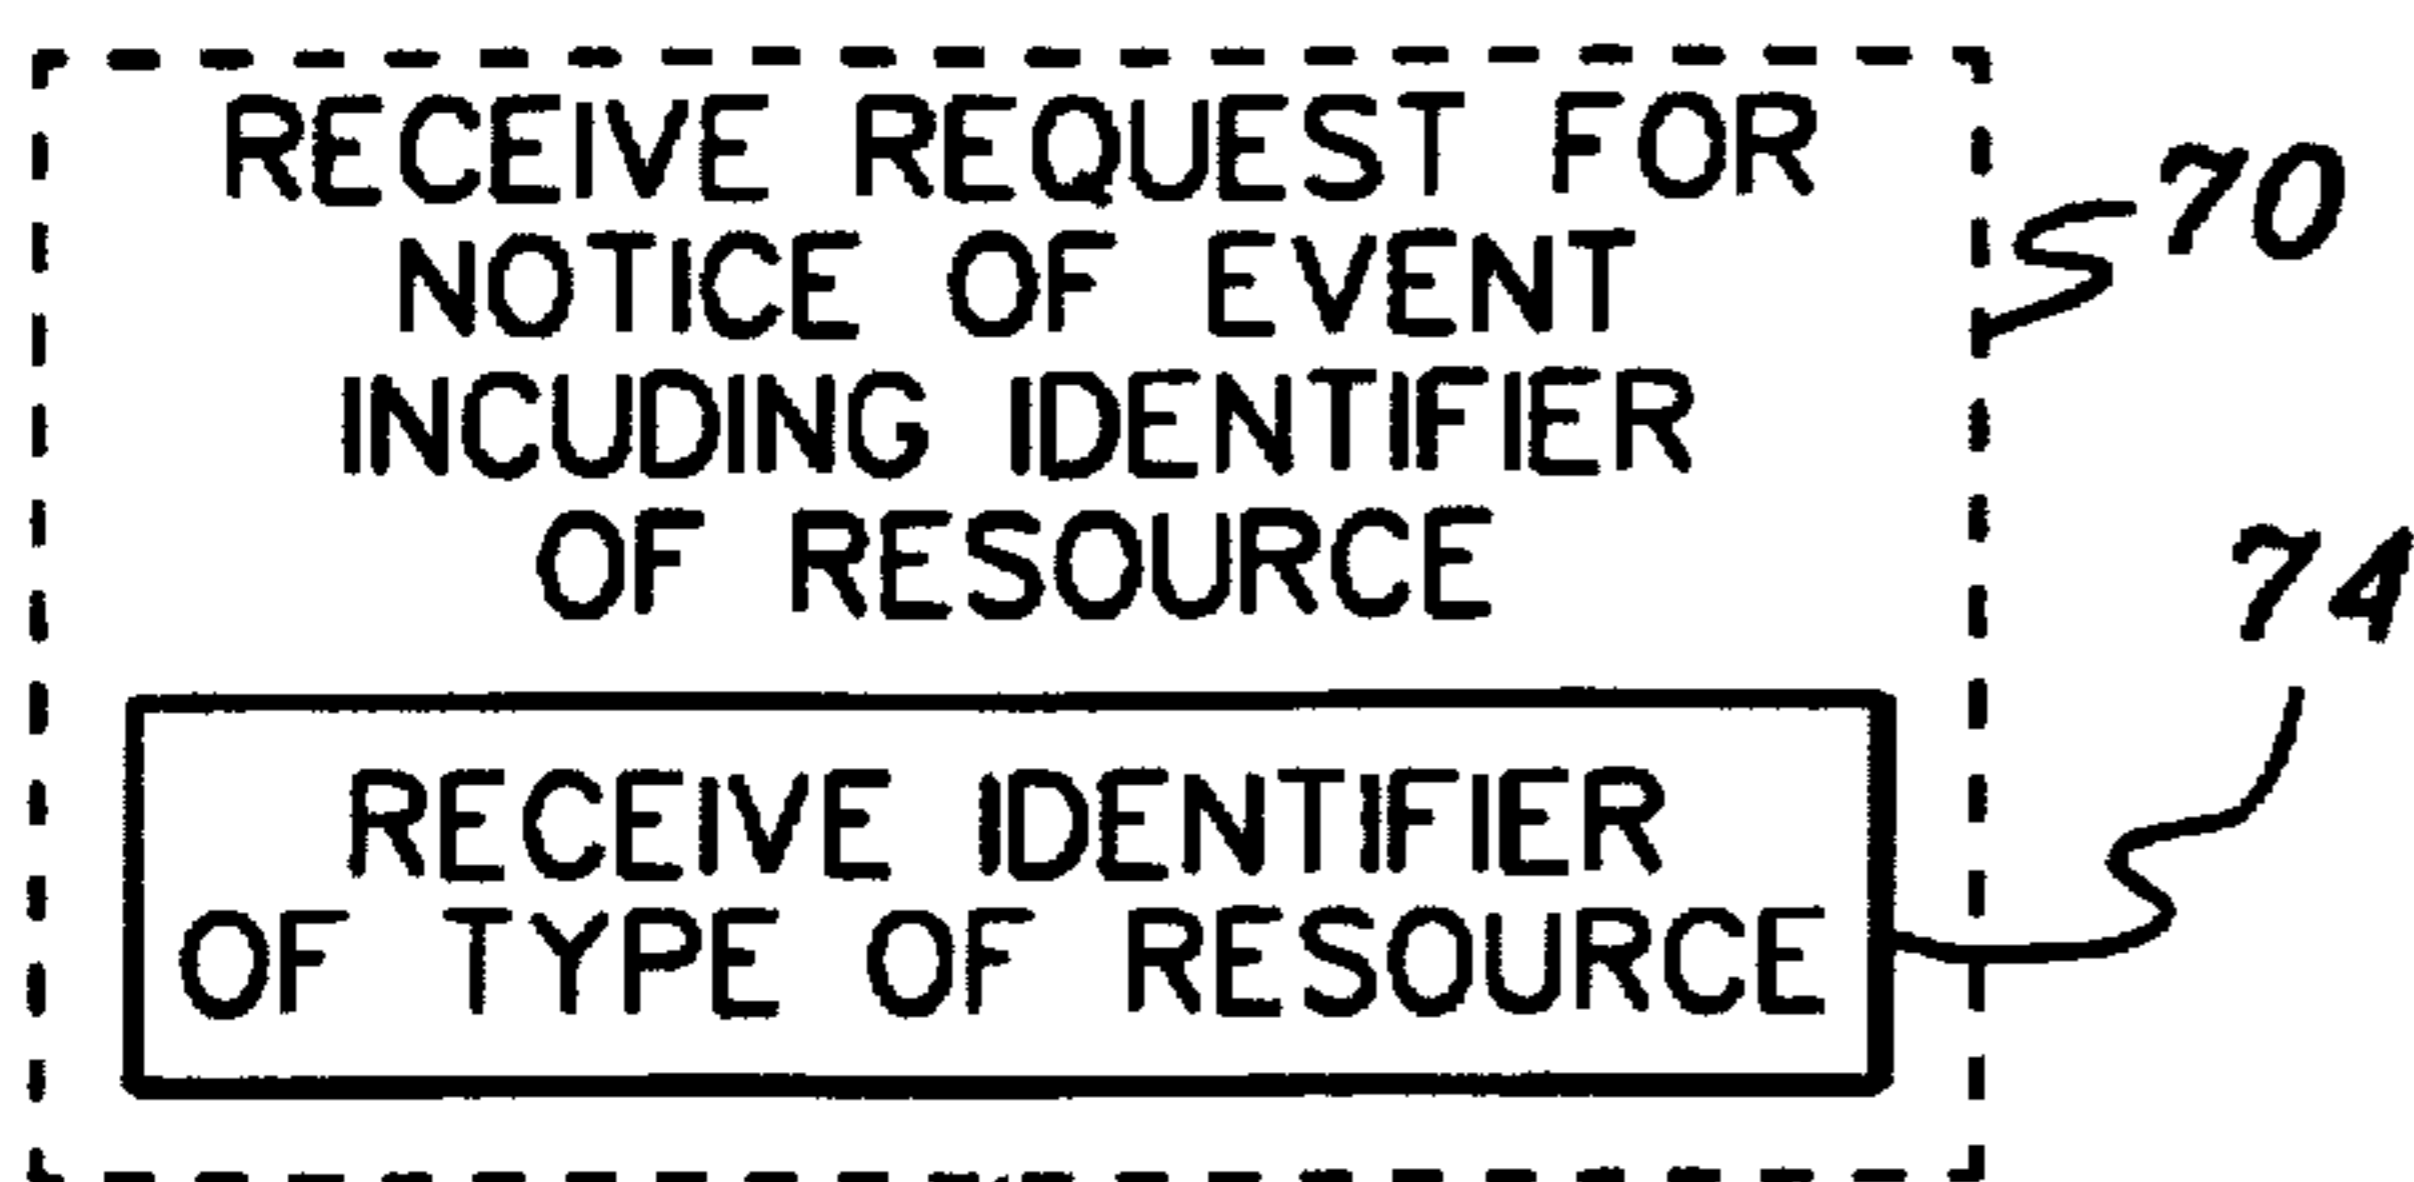 RECEIVE REQUEST FOR
NOTICE OF EVENT
INCUDING IDENTIFIER
OF RESOURCE
70
74
RECEIVE IDENTIFIER
OF TYPE OF RESOURCE